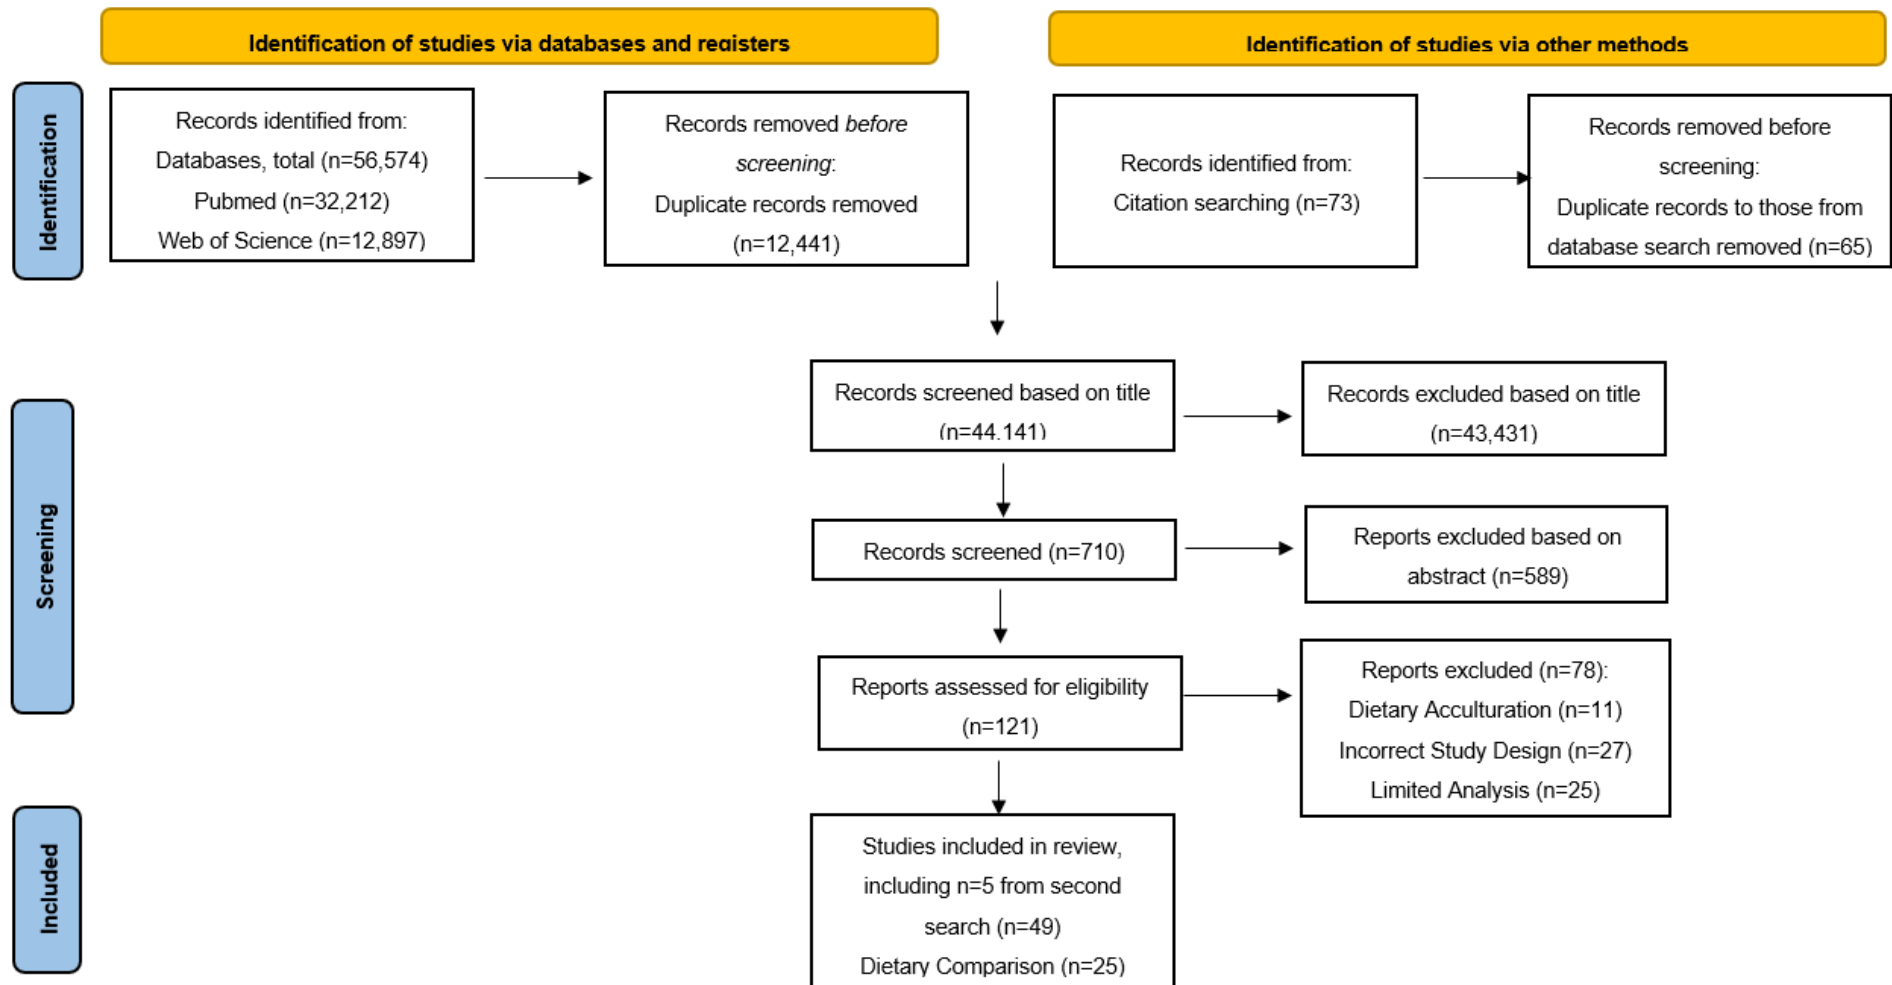 Identification of studies via databases and registers
Identification of studies via other methods
Identification
Records identified from:
Databases, total (n=56,574)
Pubmed (n=32,212)
Web of Science (n=12,897)
Records removed before
screening:
Duplicate records removed
(n=12,441)
Records identified from:
Citation searching (n=73)
Records removed before
screening:
Duplicate records to those from
database search removed (n=65)
Screening
Records screened based on title
(n=44,141)
Records excluded based on title
(n=43,431)
Records screened (n=710)
Reports excluded based on
abstract (n=589)
Reports assessed for eligibility
(n=121)
Reports excluded (n=78):
Dietary Acculturation (n=11)
Incorrect Study Design (n=27)
Limited Analysis (n=25)
Included
Studies included in review,
including n=5 from second
search (n=49)
Dietary Comparison (n=25)